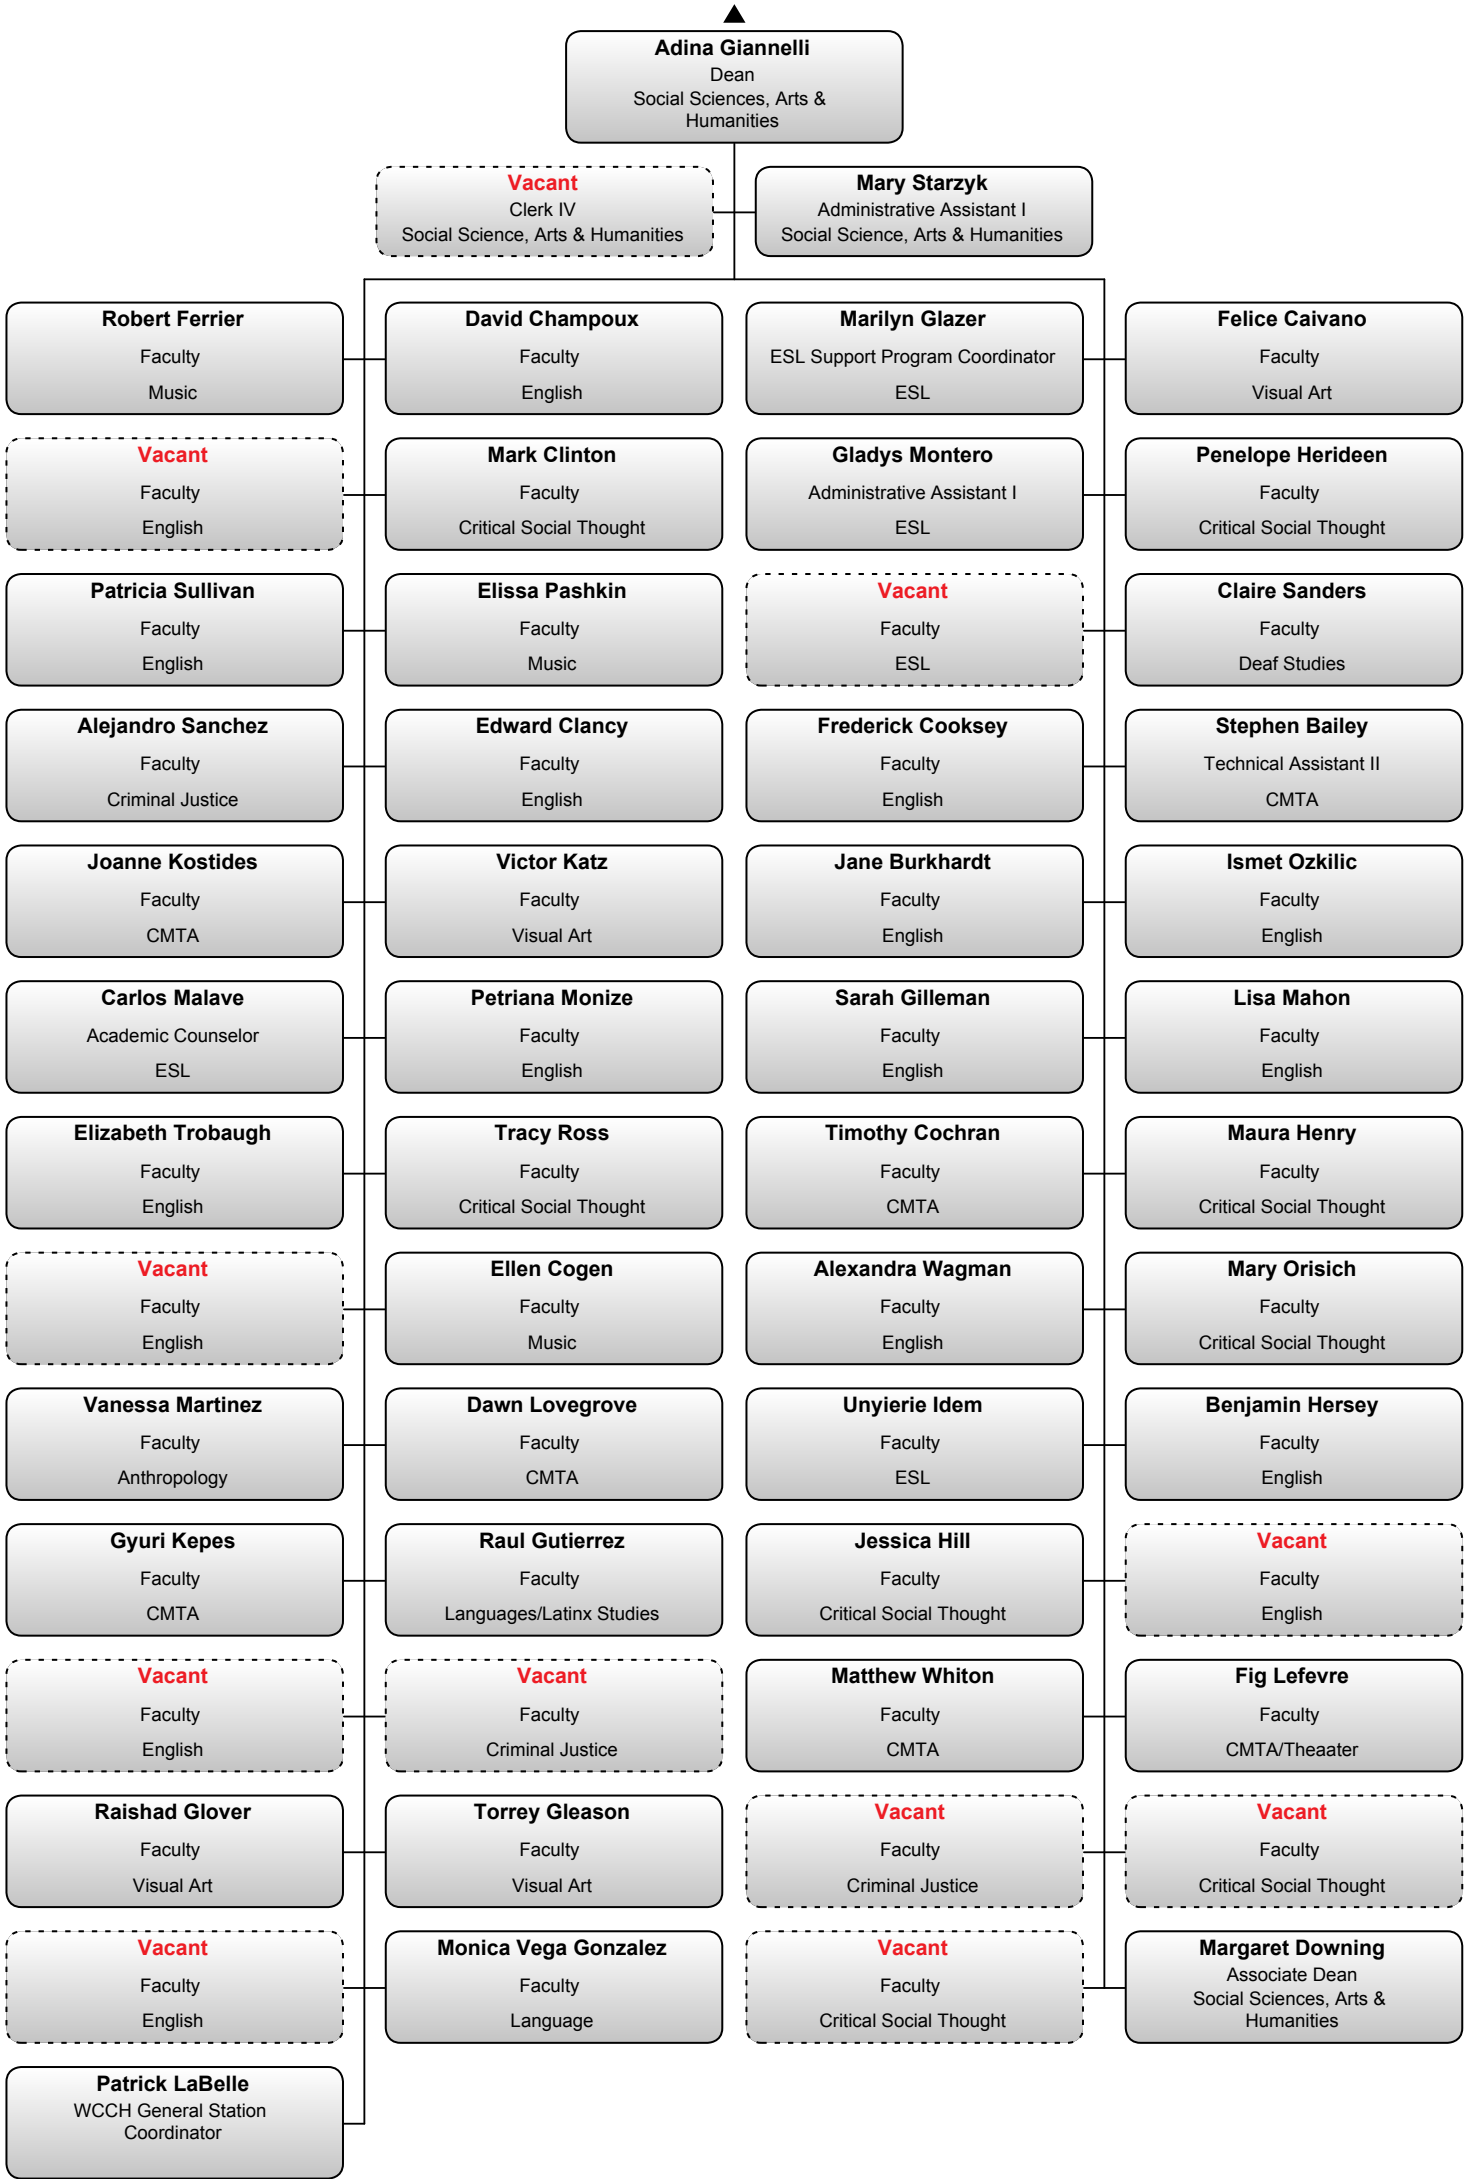 Adina Giannelli
Dean
Social Sciences, Arts &
Humanities
Vacant
Clerk IV
Social Science, Arts & Humanities
Mary Starzyk
Administrative Assistant I
Social Science, Arts & Humanities
Robert Ferrier
Faculty
Music
David Champoux
Faculty
English
Marilyn Glazer
ESL Support Program Coordinator
ESL
Felice Caivano
Faculty
Visual Art
Vacant
Faculty
English
Mark Clinton
Faculty
Critical Social Thought
Gladys Montero
Administrative Assistant I
ESL
Penelope Herideen
Faculty
Critical Social Thought
Patricia Sullivan
Faculty
English
Elissa Pashkin
Faculty
Music
Vacant
Faculty
ESL
Claire Sanders
Faculty
Deaf Studies
Alejandro Sanchez
Faculty
Criminal Justice
Edward Clancy
Faculty
English
Frederick Cooksey
Faculty
English
Stephen Bailey
Technical Assistant II
CMTA
Joanne Kostides
Faculty
CMTA
Victor Katz
Faculty
Visual Art
Jane Burkhardt
Faculty
English
Ismet Ozkilic
Faculty
English
Carlos Malave
Academic Counselor
ESL
Petriana Monize
Faculty
English
Sarah Gilleman
Faculty
English
Lisa Mahon
Faculty
English
Elizabeth Trobaugh
Faculty
English
Tracy Ross
Faculty
Critical Social Thought
Timothy Cochran
Faculty
CMTA
Maura Henry
Faculty
Critical Social Thought
Vacant
Faculty
English
Ellen Cogen
Faculty
Music
Alexandra Wagman
Faculty
English
Mary Orisich
Faculty
Critical Social Thought
Vanessa Martinez
Faculty
Anthropology
Dawn Lovegrove
Faculty
CMTA
Unyierie Idem
Faculty
ESL
Benjamin Hersey
Faculty
English
Gyuri Kepes
Faculty
CMTA
Raul Gutierrez
Faculty
Languages/Latinx Studies
Jessica Hill
Faculty
Critical Social Thought
Vacant
Faculty
English
Vacant
Faculty
English
Vacant
Faculty
Criminal Justice
Matthew Whiton
Faculty
CMTA
Fig Lefevre
Faculty
CMTA/Theaater
Raishad Glover
Faculty
Visual Art
Torrey Gleason
Faculty
Visual Art
Vacant
Faculty
Criminal Justice
Vacant
Faculty
Critical Social Thought
Vacant
Faculty
English
Monica Vega Gonzalez
Faculty
Language
Vacant
Faculty
Critical Social Thought
Margaret Downing
Associate Dean
Social Sciences, Arts &
Humanities
Patrick LaBelle
WCCH General Station
Coordinator